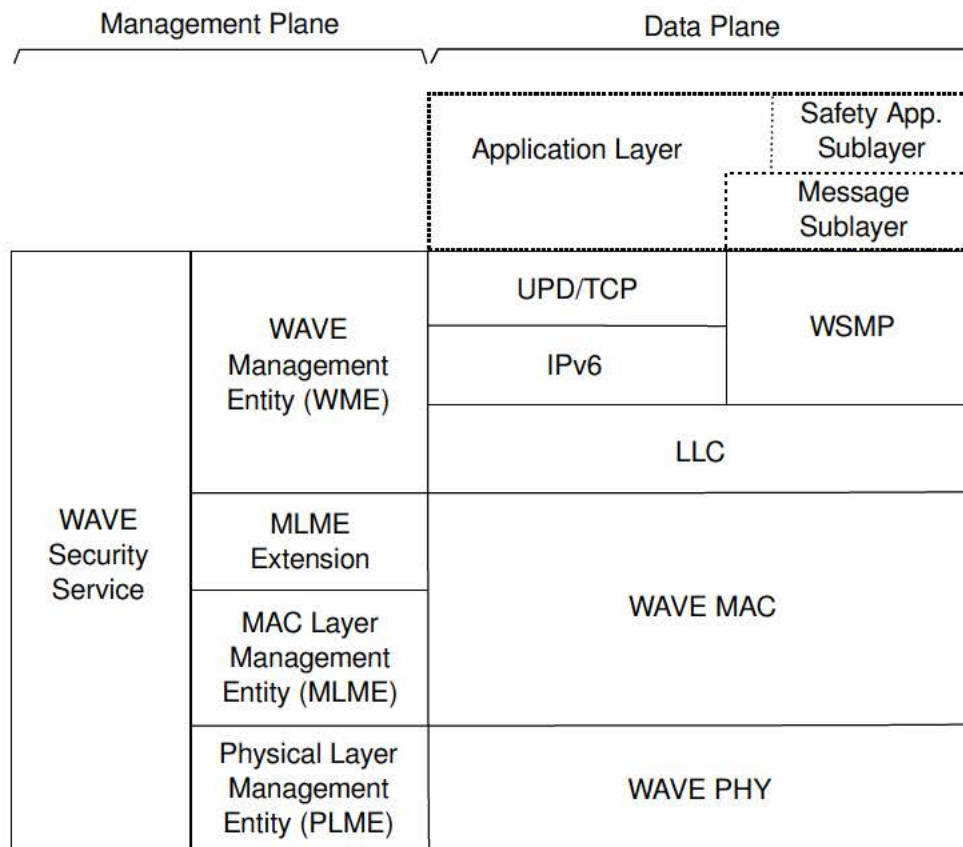 Management Plane
Data Plane
Application Layer
Safety App.
Sublayer
Message
Sublayer
WAVE
Security
Service
WAVE
Management
Entity (WME)
UPD/TCP
IPv6
WSMP
LLC
MLME
Extension
MAC Layer
Management
Entity (MLME)
WAVE MAC
Physical Layer
Management
Entity (PLME)
WAVE PHY